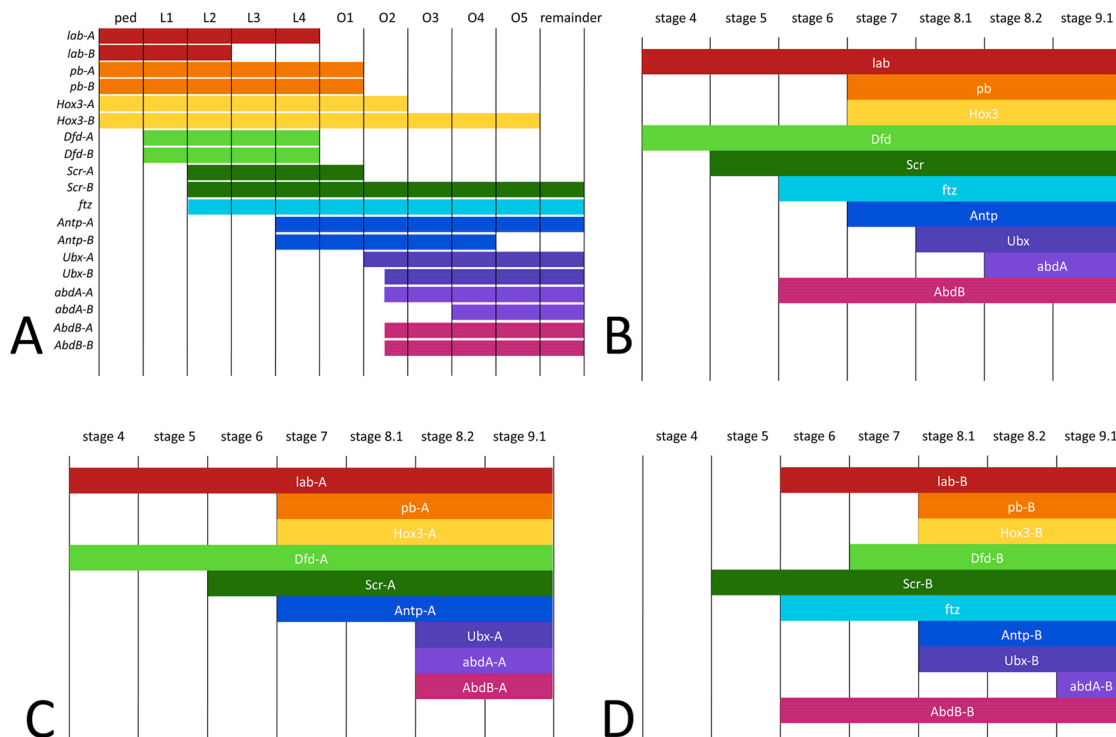 ped L1 L2 L3 L4 O1 O2 O3 O4 O5 remainder
lab-A
lab-B
pb-A
pb-B
Hox3-A
Hox3-B
Dfd-A
Dfd-B
Scr-A
Scr-B
ftz
Antp-A
Antp-B
Ubx-A
Ubx-B
abdA-A
abdA-B
AbdB-A
AbdB-B
A
stage 4 stage 5 stage 6 stage 7 stage 8.1 stage 8.2 stage 9.1
lab
pb
Hox3
Dfd
Scr
ftz
Antp
Ubx
abdA
AbdB
B
stage 4 stage 5 stage 6 stage 7 stage 8.1 stage 8.2 stage 9.1
lab-A
pb-A
Hox3-A
Dfd-A
Scr-A
Antp-A
Ubx-A
abdA-A
AbdB-A
C
stage 4 stage 5 stage 6 stage 7 stage 8.1 stage 8.2 stage 9.1
lab-B
pb-B
Hox3-B
Dfd-B
Scr-B
ftz
Antp-B
Ubx-B
abdA-B
AbdB-B
D